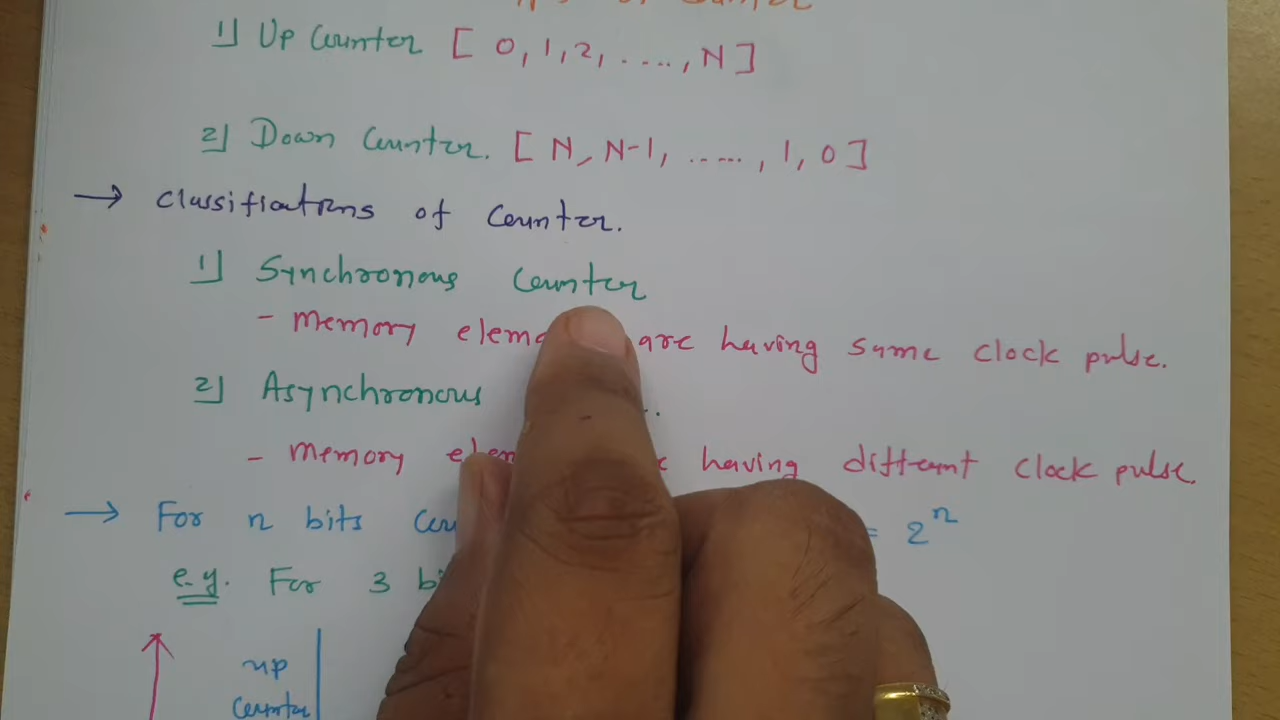 of Counter
1) Up Counter [ 0, 1, 2, ....., N ]
2) Down Counter. [ N, N-1, ....., 1, 0 ]
→ Classifications of Counter.
1) Synchronous Counter
- Memory are having same clock pulse.
2) Asynchronous
- Memory having different clock pulse.
→ For n bits = 2^n
e.g. For 3
up
Counter